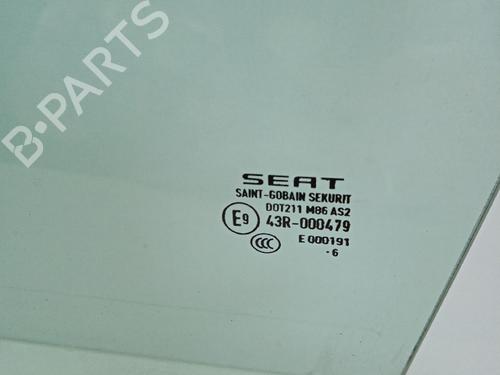 B-PARTS
SEAT
SAINT-GOBAIN SEKURIT
DOT211 M86 AS2
E9 43R-000479
CCC E 000191
-6